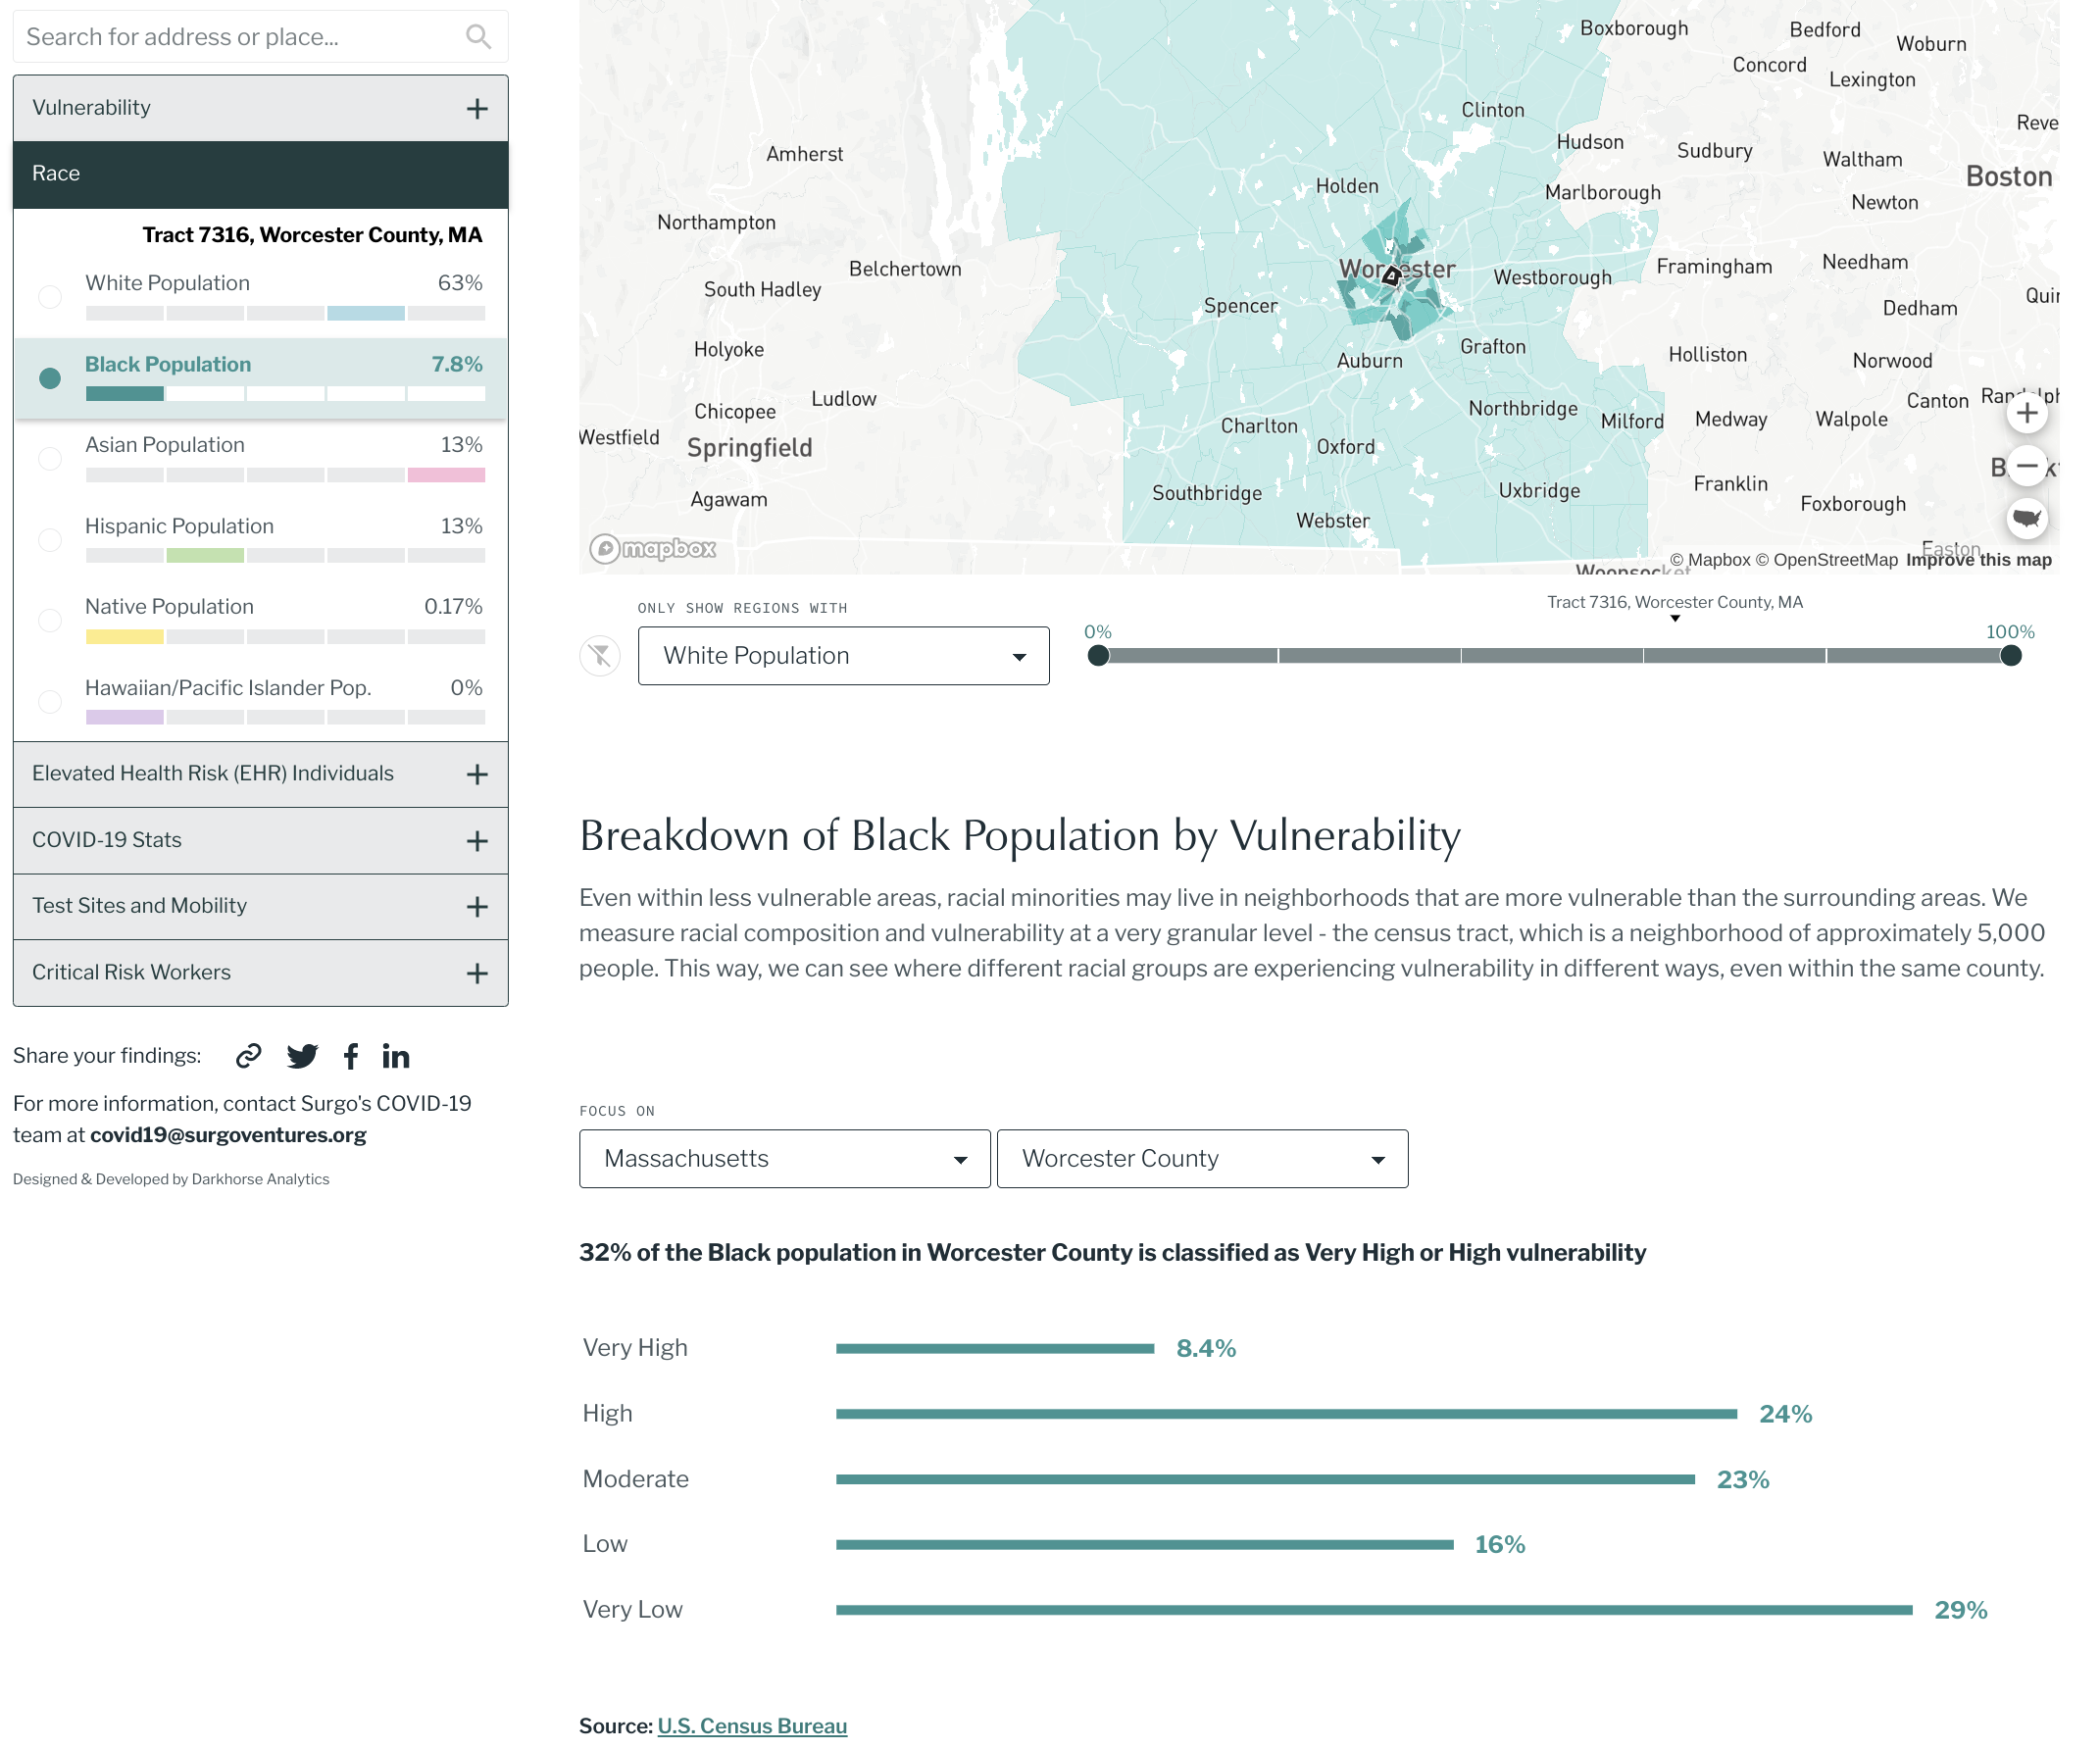 Search for address or place...
Vulnerability
Race
Tract 7316, Worcester County, MA
White Population 63%
Black Population 7.8%
Asian Population 13%
Hispanic Population 13%
Native Population 0.17%
Hawaiian/Pacific Islander Pop. 0%
Elevated Health Risk (EHR) Individuals
COVID-19 Stats
Test Sites and Mobility
Critical Risk Workers
Share your findings:
For more information, contact Surgo's COVID-19
team at covid19@surgoventures.org
Designed & Developed by Darkhorse Analytics
Boxborough
Bedford
Woburn
Concord
Lexington
Clinton
Reve
Hudson
Sudbury
Waltham
Amherst
Boston
Holden
Marlborough
Newton
Northampton
Belchertown
Worcester
Westborough
Framingham
Needham
South Hadley
Spencer
Quin
Dedham
Holyoke
Auburn
Grafton
Holliston
Norwood
Ludlow
Chicopee
Northbridge
Milford
Medway
Walpole
Canton
Westfield
Springfield
Charlton
Oxford
Agawam
Southbridge
Uxbridge
Franklin
Foxborough
Webster
Easton
mapbox
© Mapbox © OpenStreetMap Improve this map
ONLY SHOW REGIONS WITH
White Population
Tract 7316, Worcester County, MA
0% 100%
Breakdown of Black Population by Vulnerability
Even within less vulnerable areas, racial minorities may live in neighborhoods that are more vulnerable than the surrounding areas. We
measure racial composition and vulnerability at a very granular level - the census tract, which is a neighborhood of approximately 5,000
people. This way, we can see where different racial groups are experiencing vulnerability in different ways, even within the same county.
FOCUS ON
Massachusetts
Worcester County
32% of the Black population in Worcester County is classified as Very High or High vulnerability
Very High 8.4%
High 24%
Moderate 23%
Low 16%
Very Low 29%
Source: U.S. Census Bureau